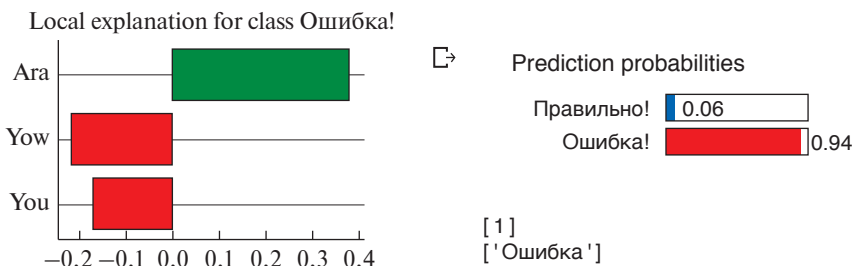 Local explanation for class Ошибка!
Ara
Yow
You
−0.2 −0.1 0.0 0.1 0.2 0.3 0.4
Prediction probabilities
Правильно! 0.06
Ошибка! 0.94
[1]
['Ошибка']